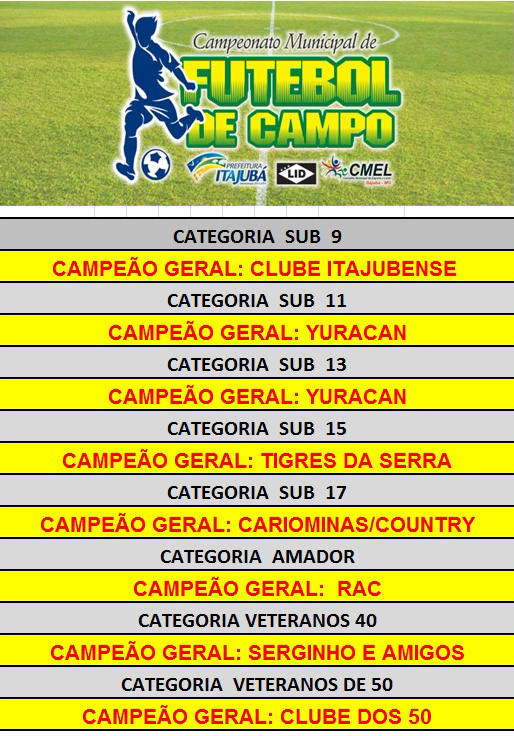 Campeonato Municipal de
FUTEBOL
DE CAMPO
PREFEITURA
ITAJUBÁ
LID
CMEL
CATEGORIA SUB 9
CAMPEÃO GERAL: CLUBE ITAJUBENSE
CATEGORIA SUB 11
CAMPEÃO GERAL: YURACAN
CATEGORIA SUB 13
CAMPEÃO GERAL: YURACAN
CATEGORIA SUB 15
CAMPEÃO GERAL: TIGRES DA SERRA
CATEGORIA SUB 17
CAMPEÃO GERAL: CARIOMINAS/COUNTRY
CATEGORIA AMADOR
CAMPEÃO GERAL: RAC
CATEGORIA VETERANOS 40
CAMPEÃO GERAL: SERGINHO E AMIGOS
CATEGORIA VETERANOS DE 50
CAMPEÃO GERAL: CLUBE DOS 50